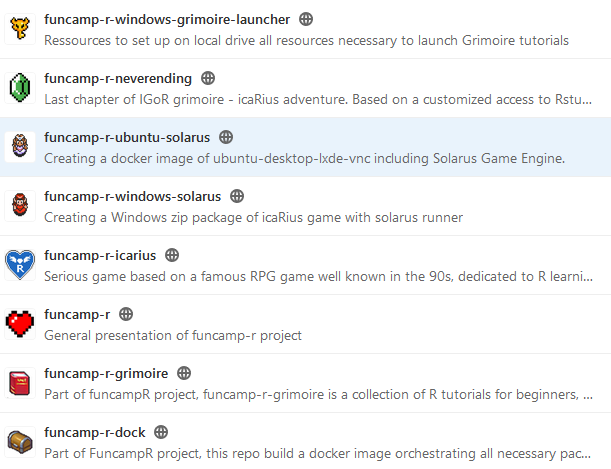 funcamp-r-windows-grimoire-launcher
Ressources to set up on local drive all resources necessary to launch Grimoire tutorials
funcamp-r-neverending
Last chapter of IGoR grimoire - icaRius adventure. Based on a customized access to Rstu...
funcamp-r-ubuntu-solarus
Creating a docker image of ubuntu-desktop-lxde-vnc including Solarus Game Engine.
funcamp-r-windows-solarus
Creating a Windows zip package of icaRius game with solarus runner
R
funcamp-r-icarius
Serious game based on a famous RPG game well known in the 90s, dedicated to R learni...
funcamp-r
General presentation of funcamp-r project
funcamp-r-grimoire
Part of funcampR project, funcamp-r-grimoire is a collection of R tutorials for beginners, ...
funcamp-r-dock
Part of FuncampR project, this repo build a docker image orchestrating all necessary pac...